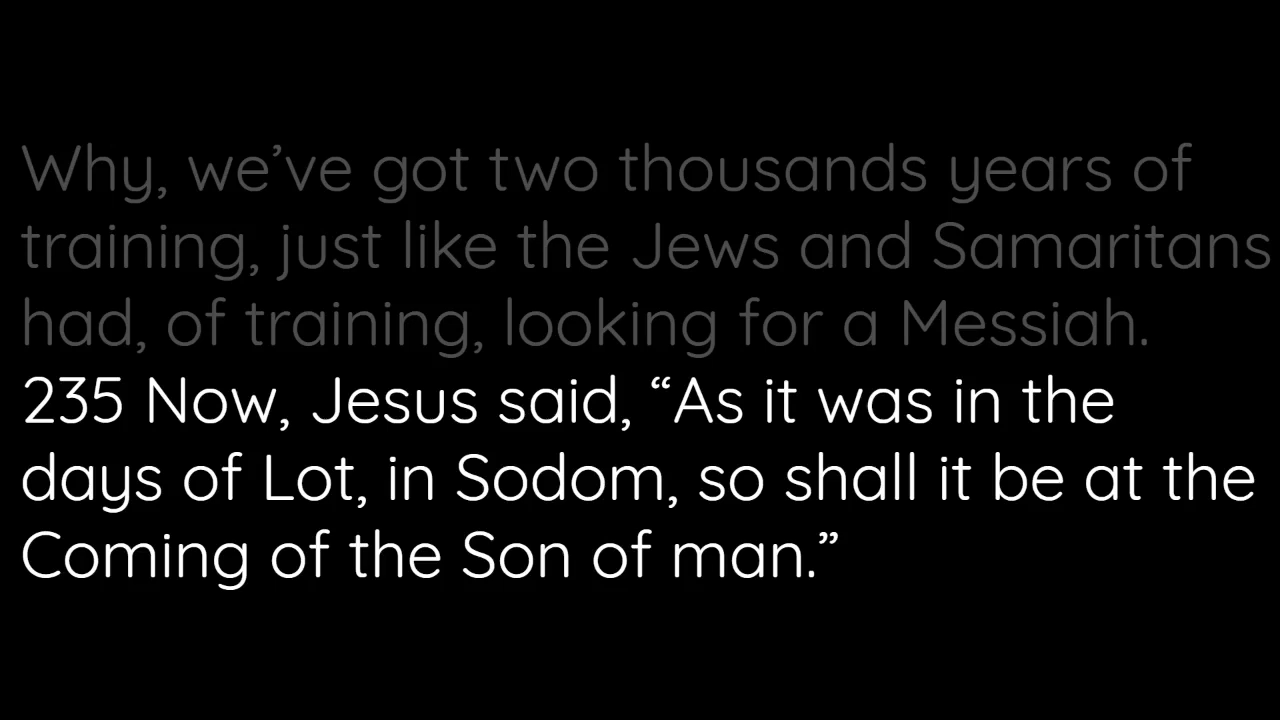 Why, we’ve got two thousands years of
training, just like the Jews and Samaritans
had, of training, looking for a Messiah.
235 Now, Jesus said, “As it was in the
days of Lot, in Sodom, so shall it be at the
Coming of the Son of man.”